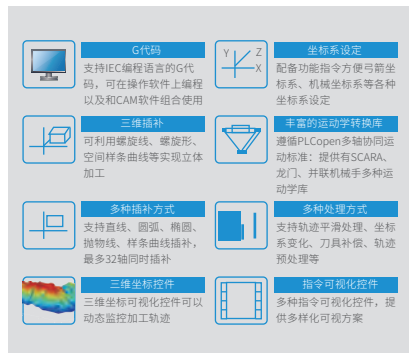 G代码
支持IEC编程语言的G代
码，可在操作软件上编程
以及和CAM软件组合使用
Y
Z
X
坐标系设定
配备功能指令方便弓箭坐
标系、机械坐标系等各种
坐标系设定
三维插补
可利用螺旋线、螺旋形、
空间样条曲线等实现立体
加工
丰富的运动学转换库
遵循PLCopen多轴协同运
动标准：提供有SCARA、
龙门、并联机械手多种运
动学库
多种插补方式
支持直线、圆弧、椭圆、
抛物线、样条曲线插补，
最多32轴同时插补
多种处理方式
支持轨迹平滑处理、坐标
系变化、刀具补偿、轨迹
预处理等
三维坐标控件
三维坐标可视化控件可以
动态监控加工轨迹
指令可视化控件
多种指令可视化控件，提
供多样化可视方案